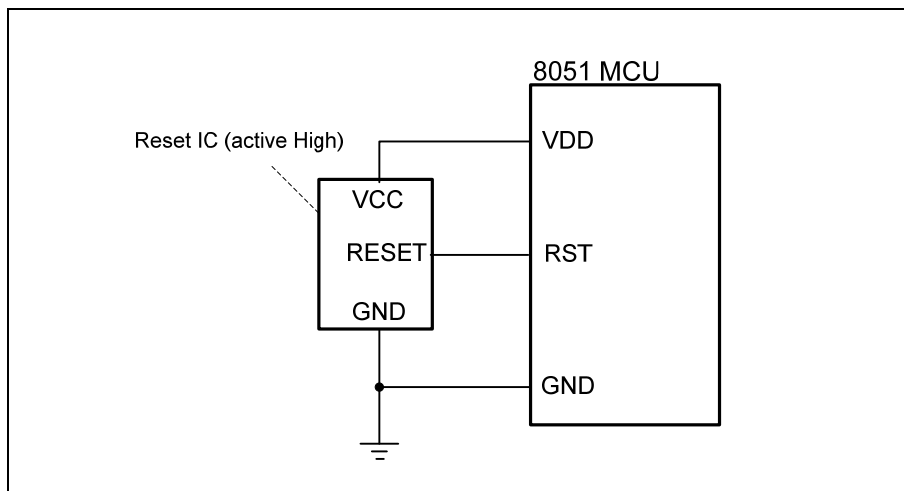 8051 MCU
Reset IC (active High)
VDD
VCC
RESET
RST
GND
GND